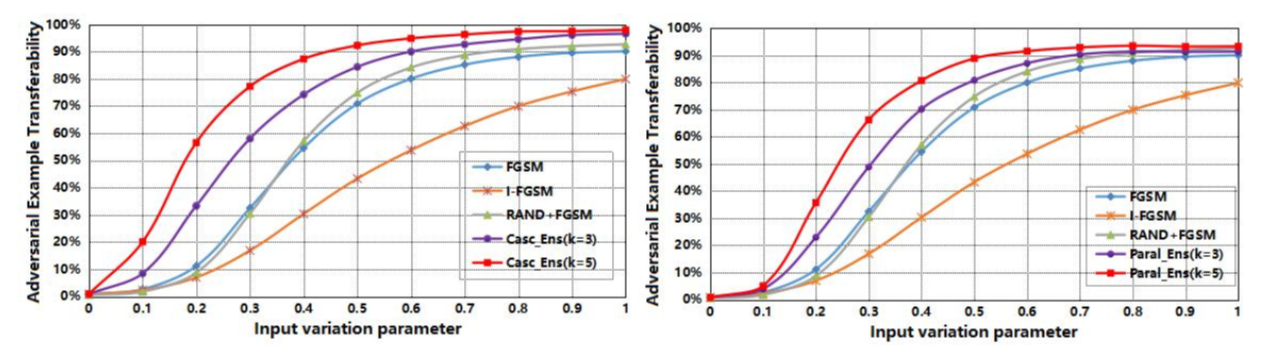 Adversarial Example Transferability
100%
90%
80%
70%
60%
50%
40%
30%
20%
10%
0%
0 0.1 0.2 0.3 0.4 0.5 0.6 0.7 0.8 0.9 1
Input variation parameter
FGSM
I-FGSM
RAND+FGSM
Casc_Ens(k=3)
Casc_Ens(k=5)
Adversarial Example Transferability
100%
90%
80%
70%
60%
50%
40%
30%
20%
10%
0%
0 0.1 0.2 0.3 0.4 0.5 0.6 0.7 0.8 0.9 1
Input variation parameter
FGSM
I-FGSM
RAND+FGSM
Paral_Ens(k=3)
Paral_Ens(k=5)